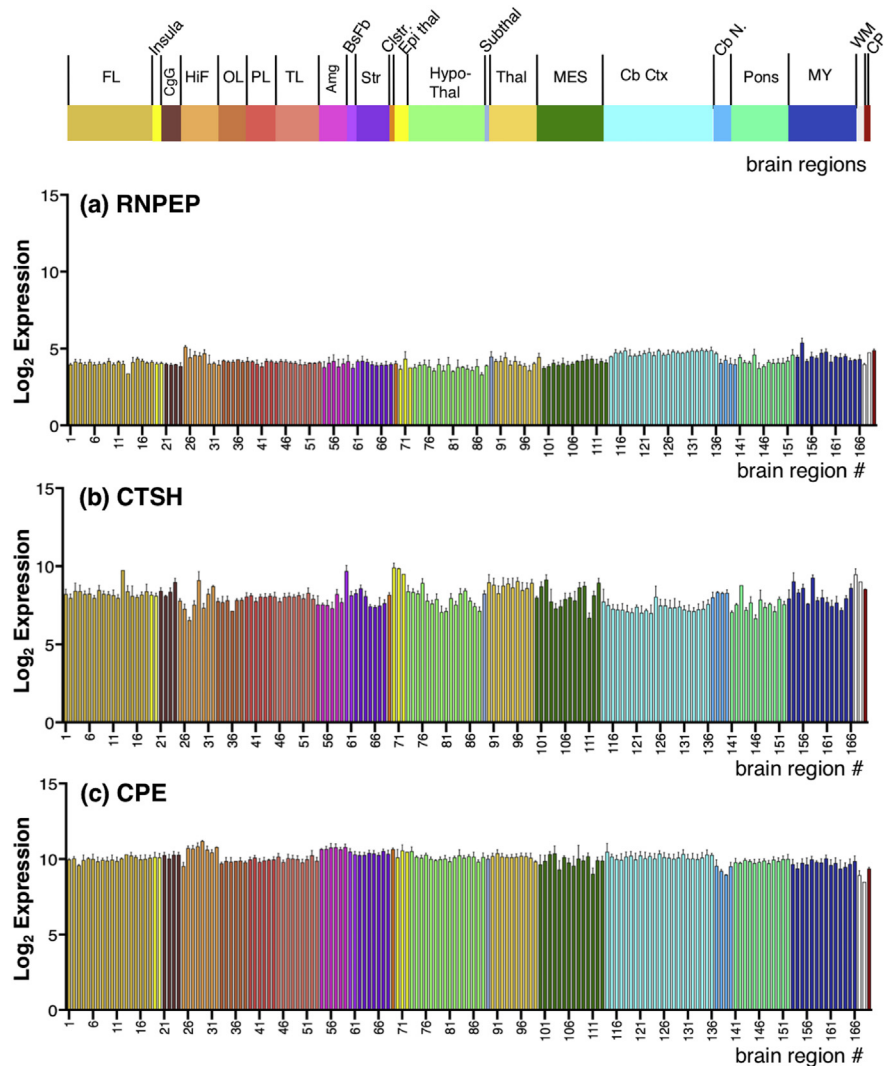 Insula BsFb Clstr. Epi thal Subthal Cb N. WM CP
FL CgG HiF OL PL TL Amg Str Hypo- Thal MES Cb Ctx Pons MY
Thal
brain regions
(a) RNPEP
15
10
5
0
Log2 Expression
1 6 11 16 21 26 31 36 41 46 51 56 61 66 71 76 81 86 91 96 101 106 111 116 121 126 131 136 141 146 151 156 161 166
brain region #
(b) CTSH
15
10
5
0
Log2 Expression
1 6 11 16 21 26 31 36 41 46 51 56 61 66 71 76 81 86 91 96 101 106 111 116 121 126 131 136 141 146 151 156 161 166
brain region #
(c) CPE
15
10
5
0
Log2 Expression
1 6 11 16 21 26 31 36 41 46 51 56 61 66 71 76 81 86 91 96 101 106 111 116 121 126 131 136 141 146 151 156 161 166
brain region #